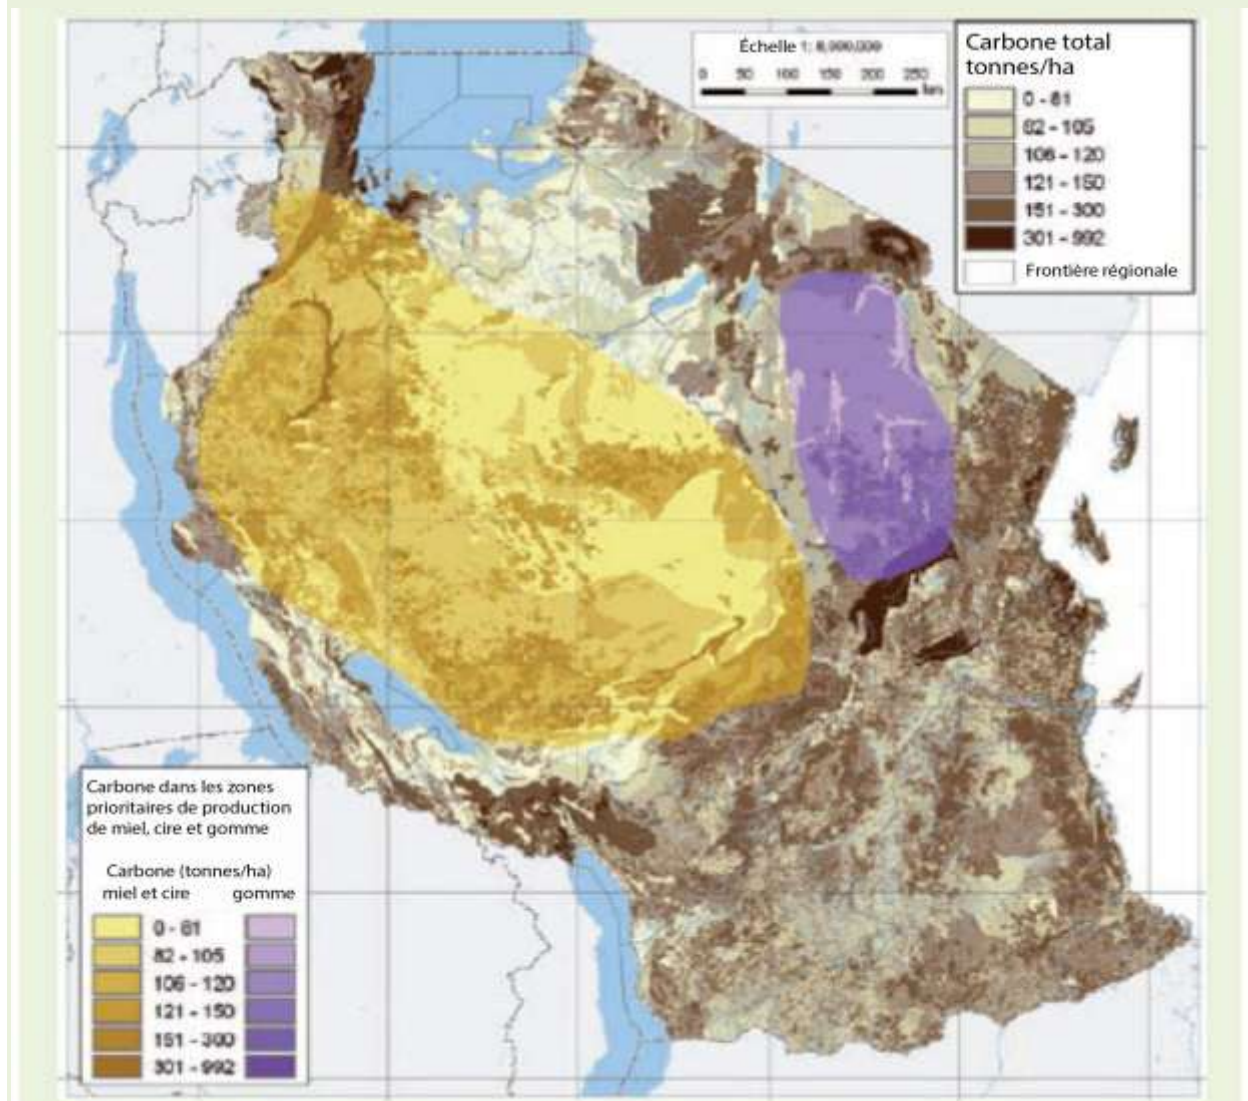 Échelle 1: 8,000,000
0 50 100 150 200 250
km
Carbone total
tonnes/ha
0 - 81
82 - 105
106 - 120
121 - 150
151 - 300
301 - 992
Frontière régionale
Carbone dans les zones
prioritaires de production
de miel, cire et gomme
Carbone (tonnes/ha)
miel et cire gomme
0 - 81
82 - 105
106 - 120
121 - 150
151 - 300
301 - 992